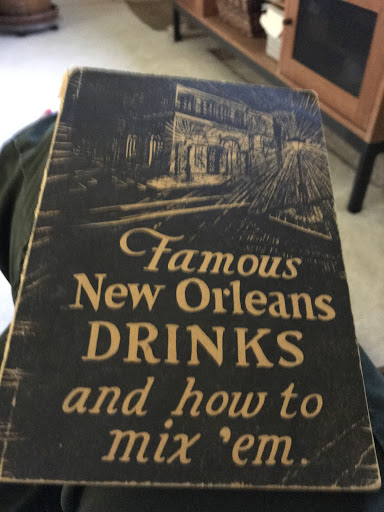 Famous
New Orleans
DRINKS
and how to
mix 'em.